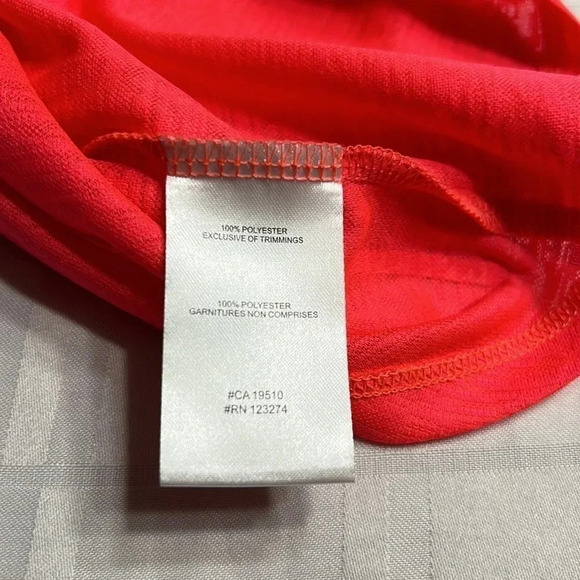 100% POLYESTER
EXCLUSIVE OF TRIMMINGS
100% POLYESTER
GARNITURES NON COMPRISES
#CA 19510
#RN 123274